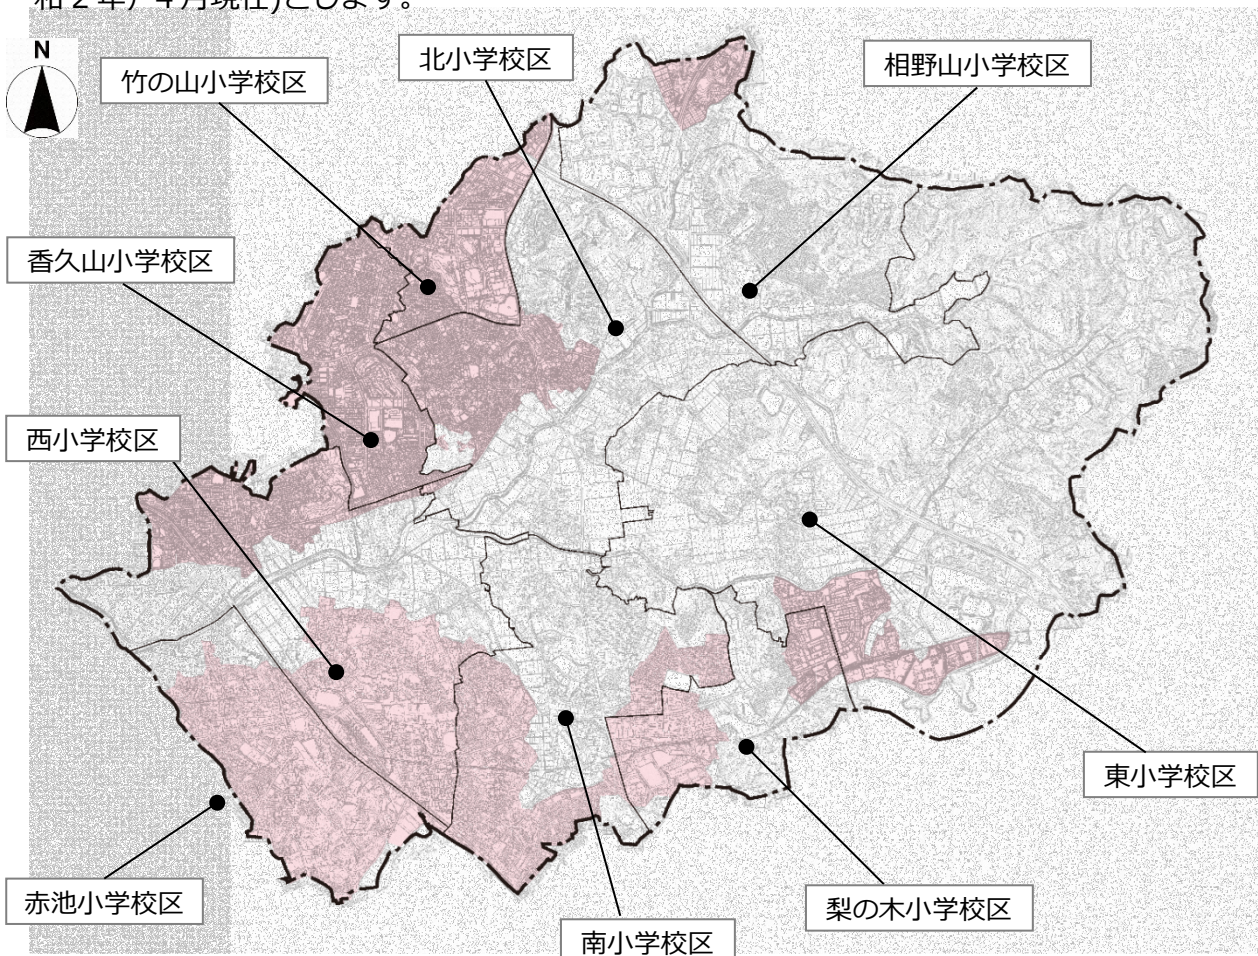 和２年）４月現在)とします。
N
竹の山小学校区
北小学校区
相野山小学校区
香久山小学校区
西小学校区
東小学校区
赤池小学校区
梨の木小学校区
南小学校区